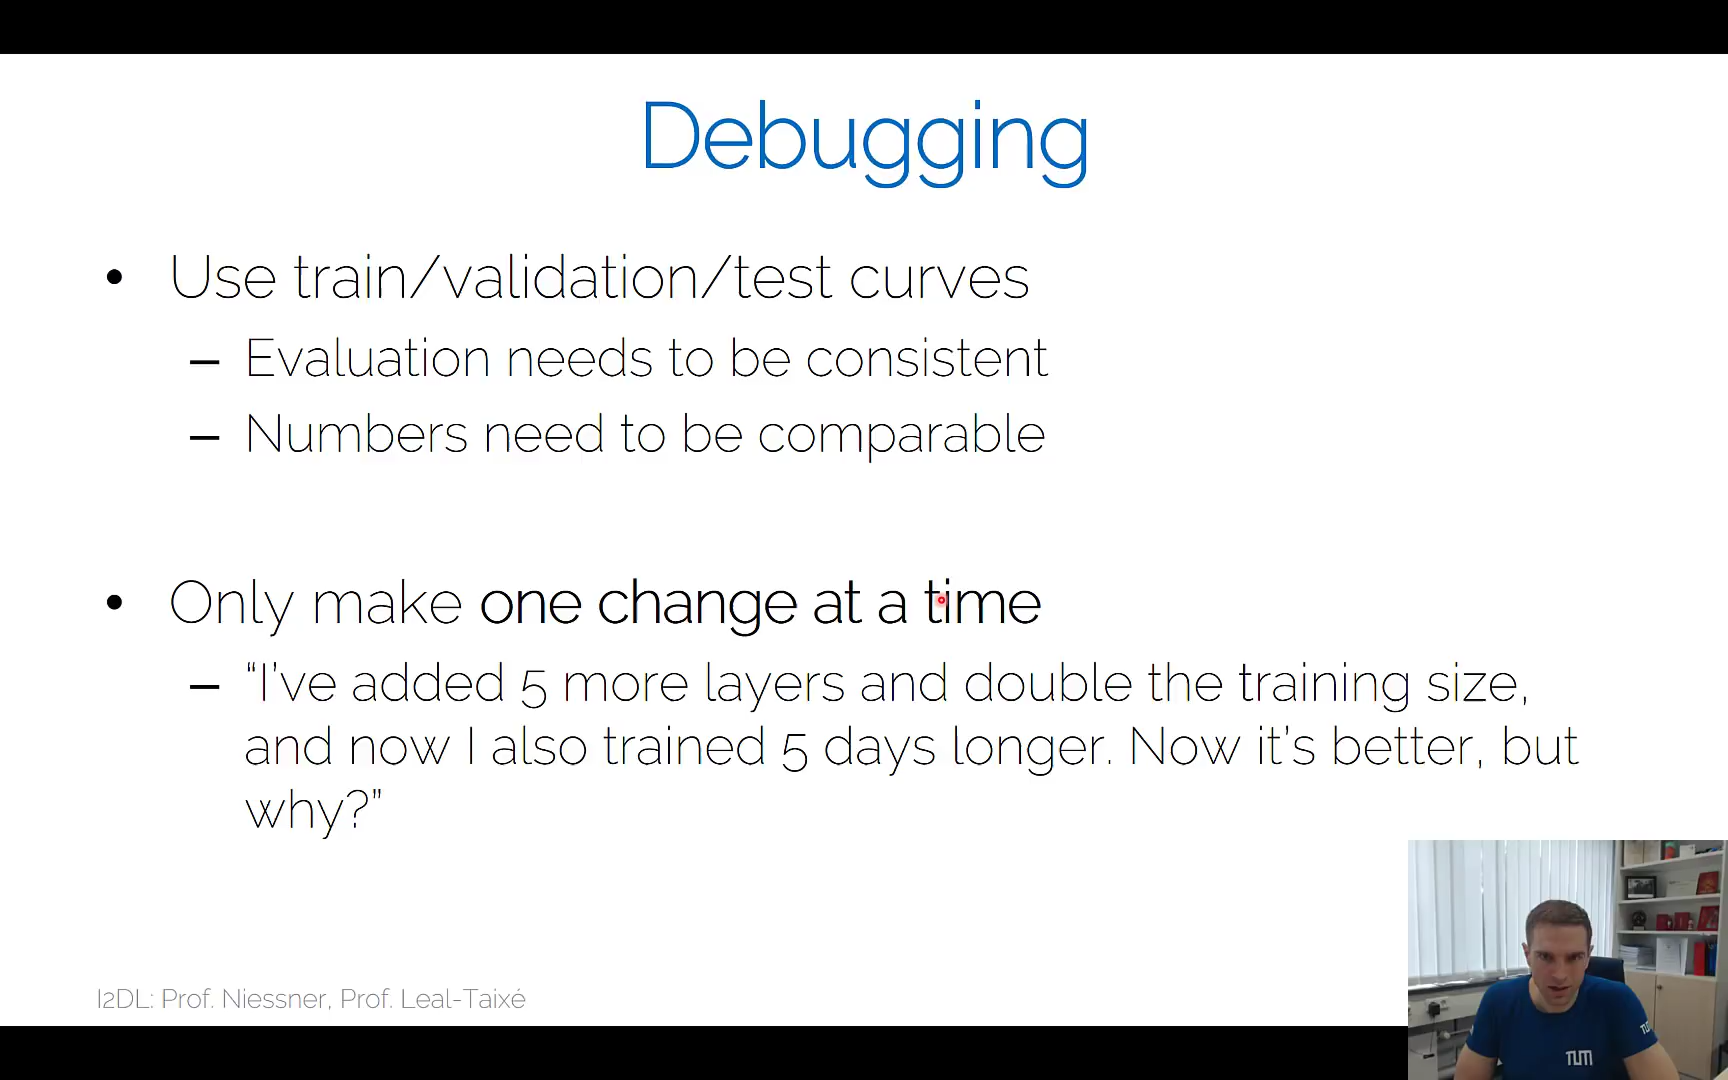 Debugging
• Use train/validation/test curves
– Evaluation needs to be consistent
– Numbers need to be comparable
• Only make one change at a time
– “I’ve added 5 more layers and double the training size,
and now I also trained 5 days longer. Now it’s better, but
why?”
I2DL: Prof. Niessner, Prof. Leal-Taixé
TUM